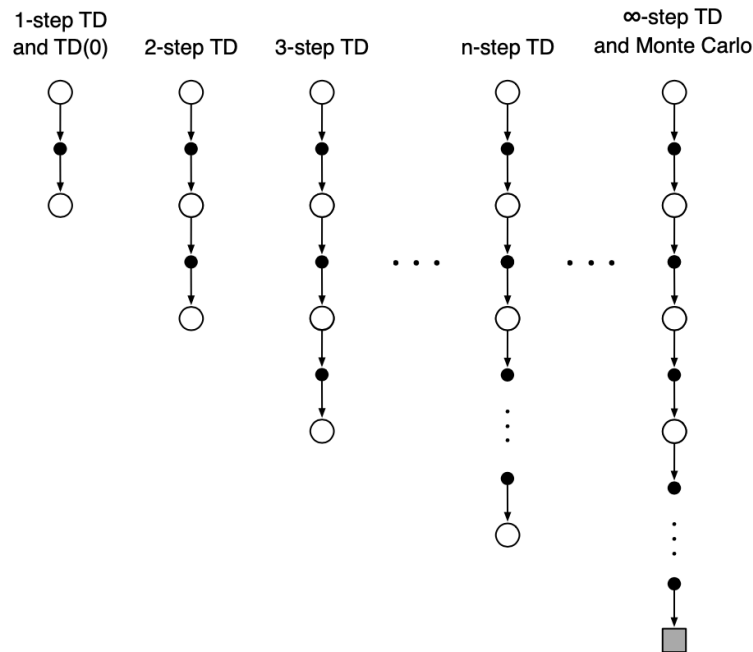 1-step TD
and TD(0)
2-step TD
3-step TD
n-step TD
∞-step TD
and Monte Carlo